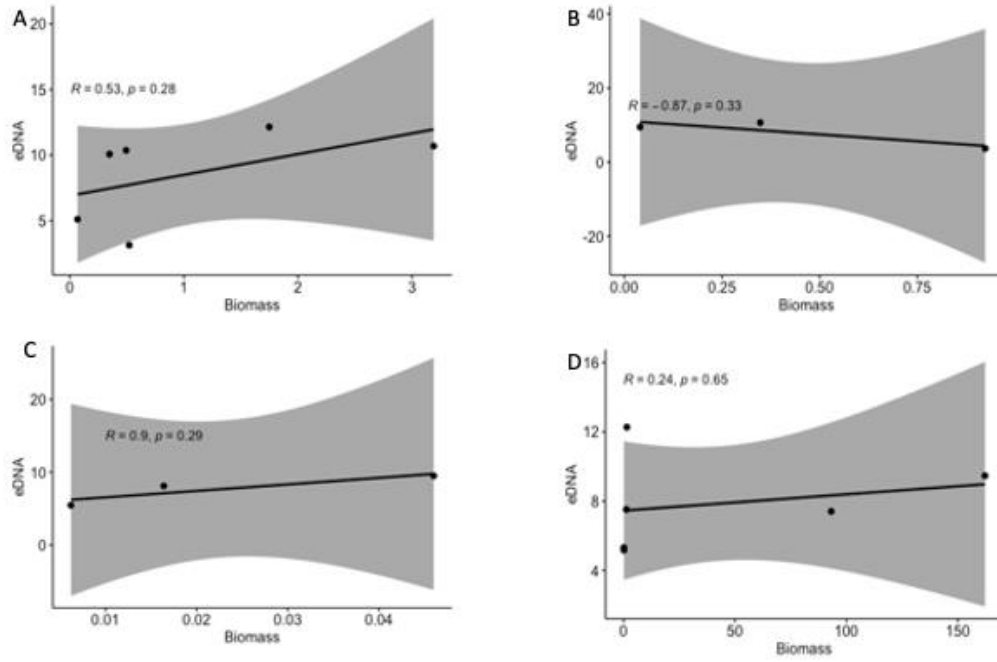 A
20
15
10
5
eDNA
R = 0.53, p = 0.28
0 1 2 3
Biomass
B
40
20
0
-20
eDNA
R = −0.87, p = 0.33
0.00 0.25 0.50 0.75
Biomass
C
20
10
0
eDNA
R = 0.9, p = 0.29
0.01 0.02 0.03 0.04
Biomass
D
16
12
8
4
eDNA
R = 0.24, p = 0.65
0 50 100 150
Biomass